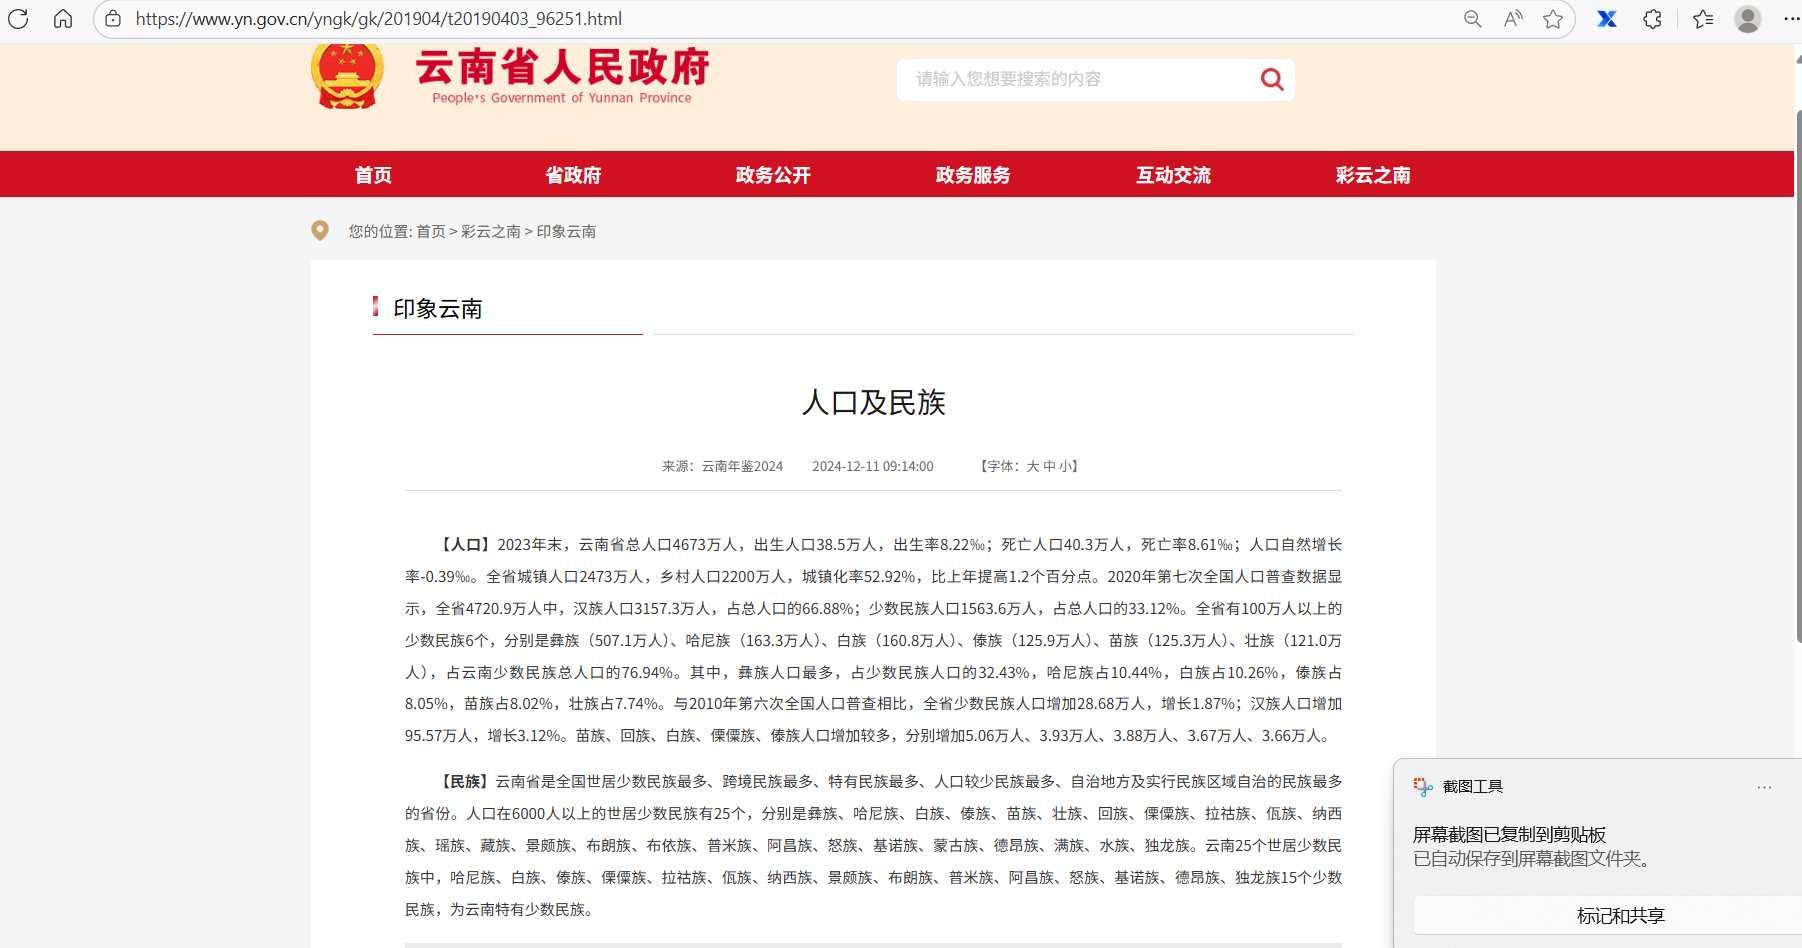 https://www.yn.gov.cn/yngk/gk/201904/t20190403_96251.html
云南省人民政府
People's Government of Yunnan Province
请输入您想要搜索的内容
首页 省政府 政务公开 政务服务 互动交流 彩云之南
您的位置: 首页 > 彩云之南 > 印象云南
印象云南
人口及民族
来源：云南年鉴2024 2024-12-11 09:14:00 【字体：大 中 小】
【人口】2023年末，云南省总人口4673万人，出生人口38.5万人，出生率8.22‰；死亡人口40.3万人，死亡率8.61‰；人口自然增长
率-0.39‰。全省城镇人口2473万人，乡村人口2200万人，城镇化率52.92%，比上年提高1.2个百分点。2020年第七次全国人口普查数据显
示，全省4720.9万人中，汉族人口3157.3万人，占总人口的66.88%；少数民族人口1563.6万人，占总人口的33.12%。全省有100万人以上的
少数民族6个，分别是彝族（507.1万人）、哈尼族（163.3万人）、白族（160.8万人）、傣族（125.9万人）、苗族（125.3万人）、壮族（121.0万
人），占云南少数民族总人口的76.94%。其中，彝族人口最多，占少数民族人口的32.43%，哈尼族占10.44%，白族占10.26%，傣族占
8.05%，苗族占8.02%，壮族占7.74%。与2010年第六次全国人口普查相比，全省少数民族人口增加28.68万人，增长1.87%；汉族人口增加
95.57万人，增长3.12%。苗族、回族、白族、傈僳族、傣族人口增加较多，分别增加5.06万人、3.93万人、3.88万人、3.67万人、3.66万人。
【民族】云南省是全国世居少数民族最多、跨境民族最多、特有民族最多、人口较少民族最多、自治地方及实行民族区域自治的民族最多
的省份。人口在6000人以上的世居少数民族有25个，分别是彝族、哈尼族、白族、傣族、苗族、壮族、回族、傈僳族、拉祜族、佤族、纳西
族、瑶族、藏族、景颇族、布朗族、布依族、普米族、阿昌族、怒族、基诺族、蒙古族、德昂族、满族、水族、独龙族。云南25个世居少数民
族中，哈尼族、白族、傣族、傈僳族、拉祜族、佤族、纳西族、景颇族、布朗族、普米族、阿昌族、怒族、基诺族、德昂族、独龙族15个少数
民族，为云南特有少数民族。
截图工具
屏幕截图已复制到剪贴板
已自动保存到屏幕截图文件夹。
标记和共享